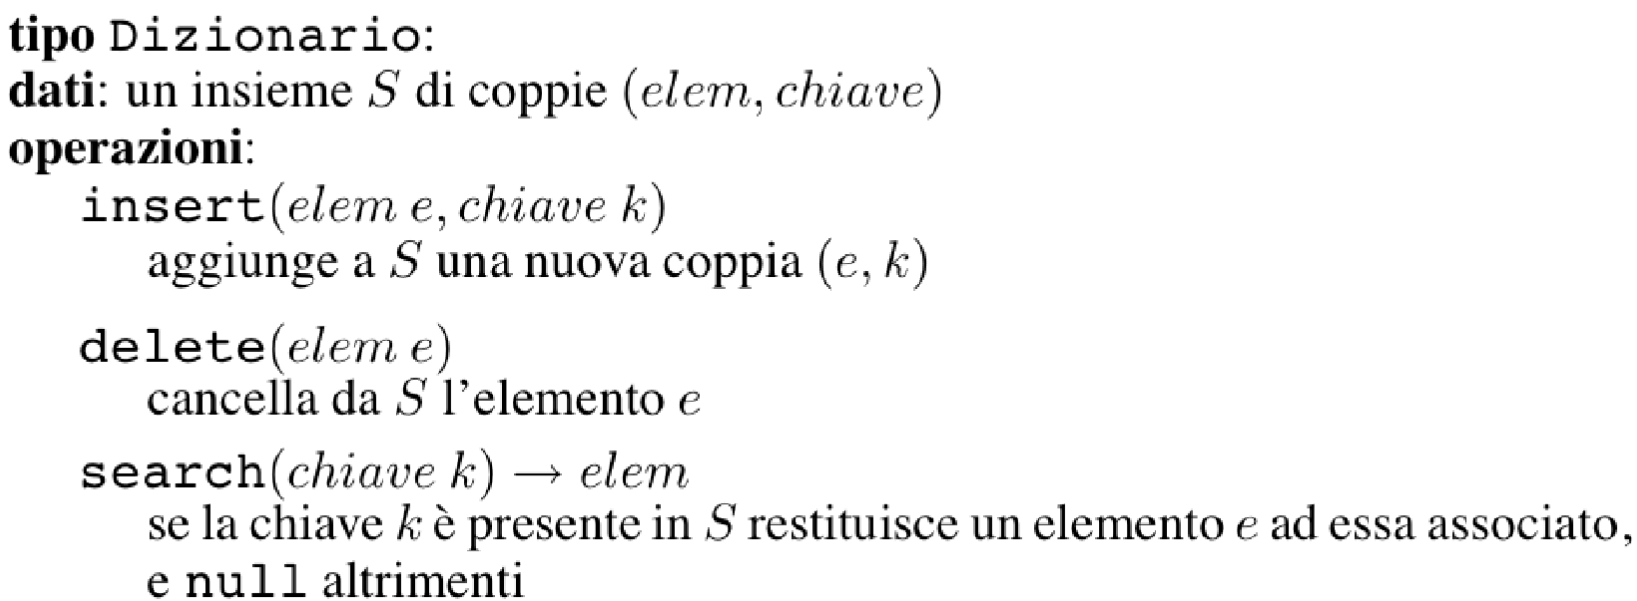 tipo Dizionario:
dati: un insieme S di coppie (elem, chiave)
operazioni:
insert(elem e, chiave k)
aggiunge a S una nuova coppia (e, k)
delete(elem e)
cancella da S l'elemento e
search(chiave k) → elem
se la chiave k è presente in S restituisce un elemento e ad essa associato,
e null altrimenti